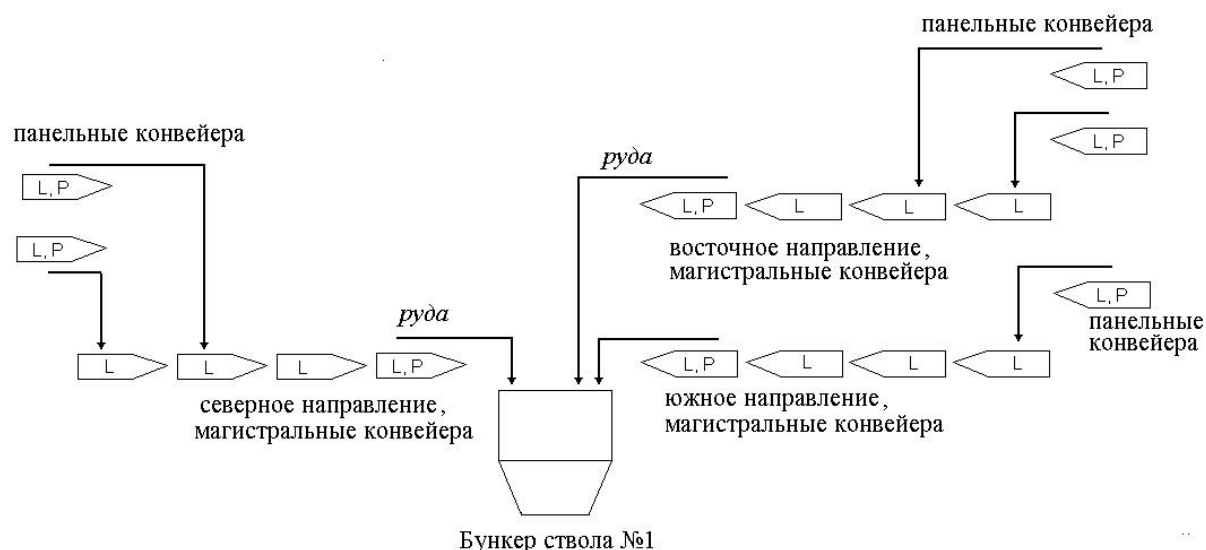 панельные конвейера
L, P
L, P
панельные конвейера
L, P
L, P
руда
L, P
L
L
L
восточное направление,
магистральные конвейера
L, P
панельные
конвейера
руда
L
L
L
L, P
L, P
L
L
L
северное направление,
магистральные конвейера
южное направление,
магистральные конвейера
Бункер ствола №1